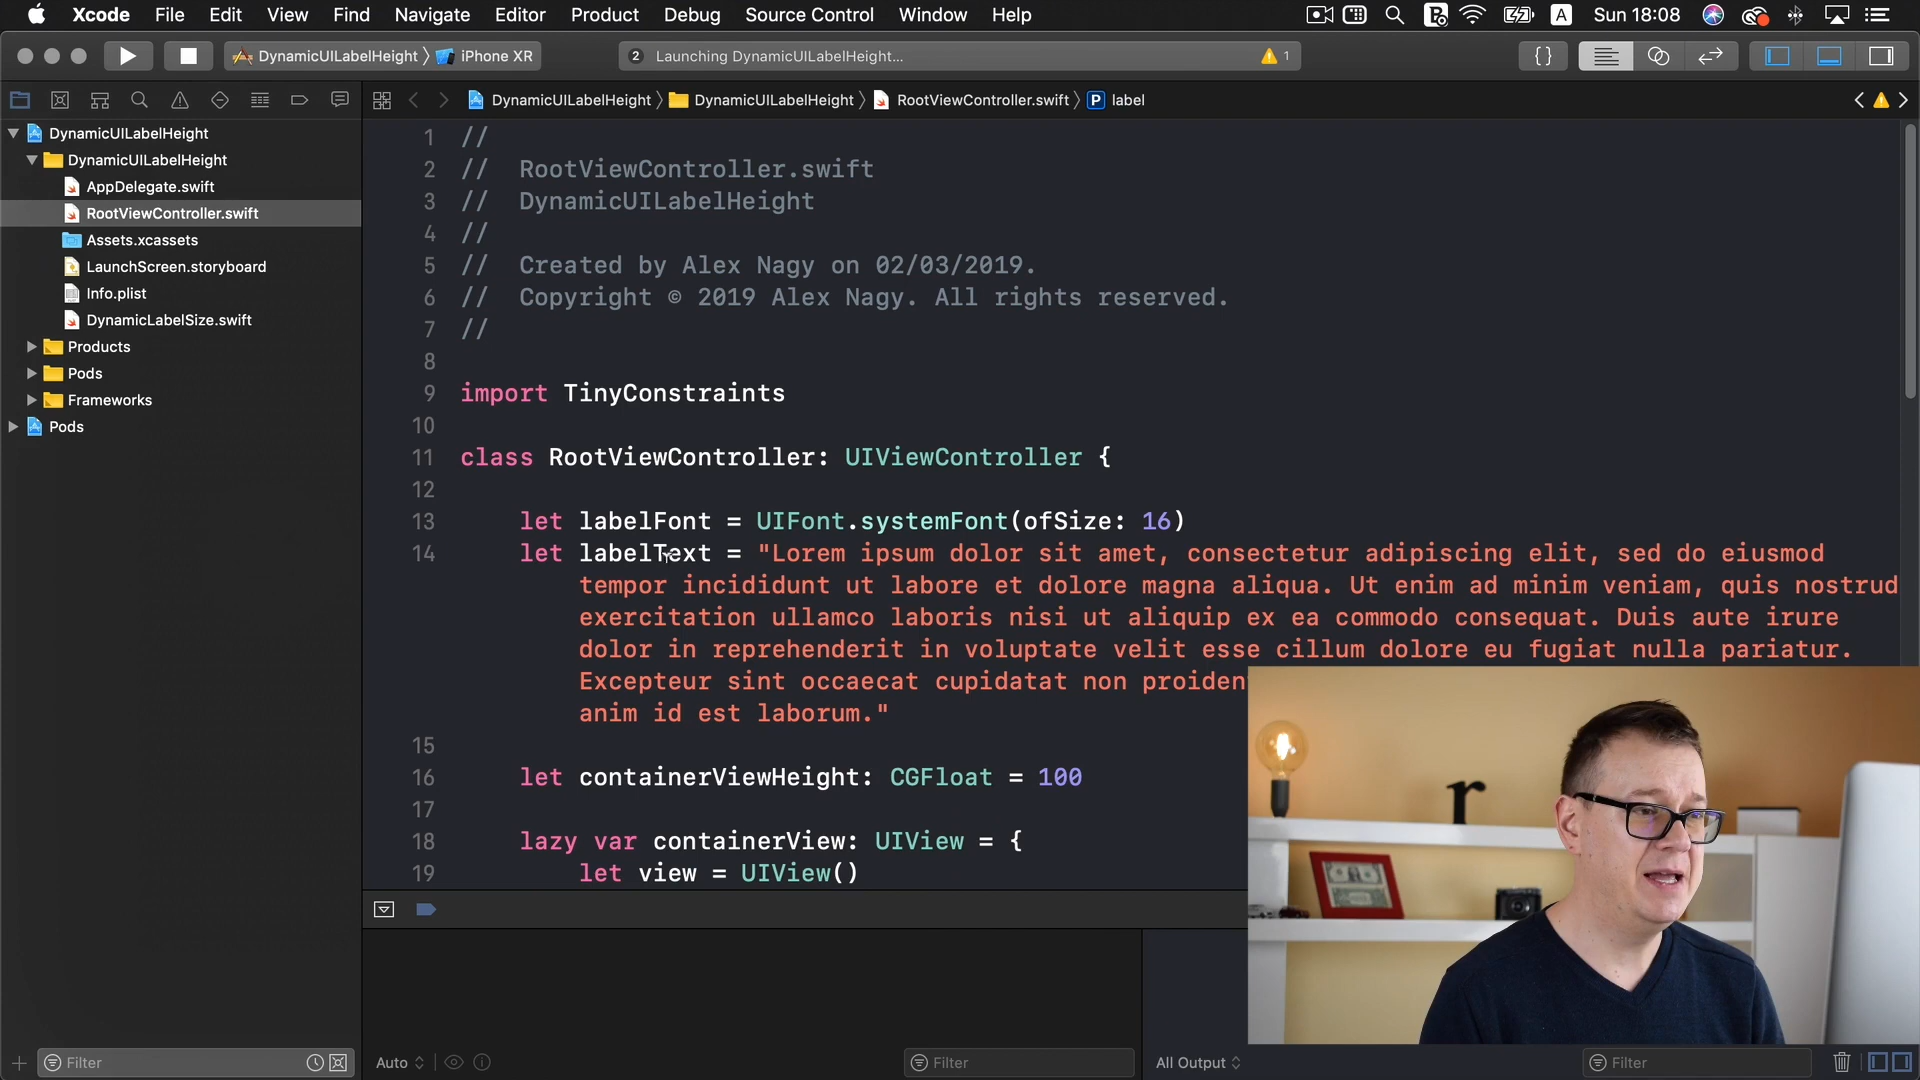 Xcode File Edit View Find Navigate Editor Product Debug Source Control Window Help A Sun 18:08
DynamicUILabelHeight 〉 iPhone XR
2 Launching DynamicUILabelHeight... 1
DynamicUILabelHeight 〉 DynamicUILabelHeight 〉 RootViewController.swift 〉 P label
DynamicUILabelHeight
DynamicUILabelHeight
AppDelegate.swift
RootViewController.swift
Assets.xcassets
LaunchScreen.storyboard
Info.plist
DynamicLabelSize.swift
Products
Pods
Frameworks
Pods
1 //
2 // RootViewController.swift
3 // DynamicUILabelHeight
4 //
5 // Created by Alex Nagy on 02/03/2019.
6 // Copyright © 2019 Alex Nagy. All rights reserved.
7 //
8
9 import TinyConstraints
10
11 class RootViewController: UIViewController {
12
13 let labelFont = UIFont.systemFont(ofSize: 16)
14 let labelText = "Lorem ipsum dolor sit amet, consectetur adipiscing elit, sed do eiusmod
tempor incididunt ut labore et dolore magna aliqua. Ut enim ad minim veniam, quis nostrud
exercitation ullamco laboris nisi ut aliquip ex ea commodo consequat. Duis aute irure
dolor in reprehenderit in voluptate velit esse cillum dolore eu fugiat nulla pariatur.
Excepteur sint occaecat cupidatat non proiden
anim id est laborum."
15
16 let containerViewHeight: CGFloat = 100
17
18 lazy var containerView: UIView = {
19 let view = UIView()
Filter
Auto
Filter
All Output
Filter